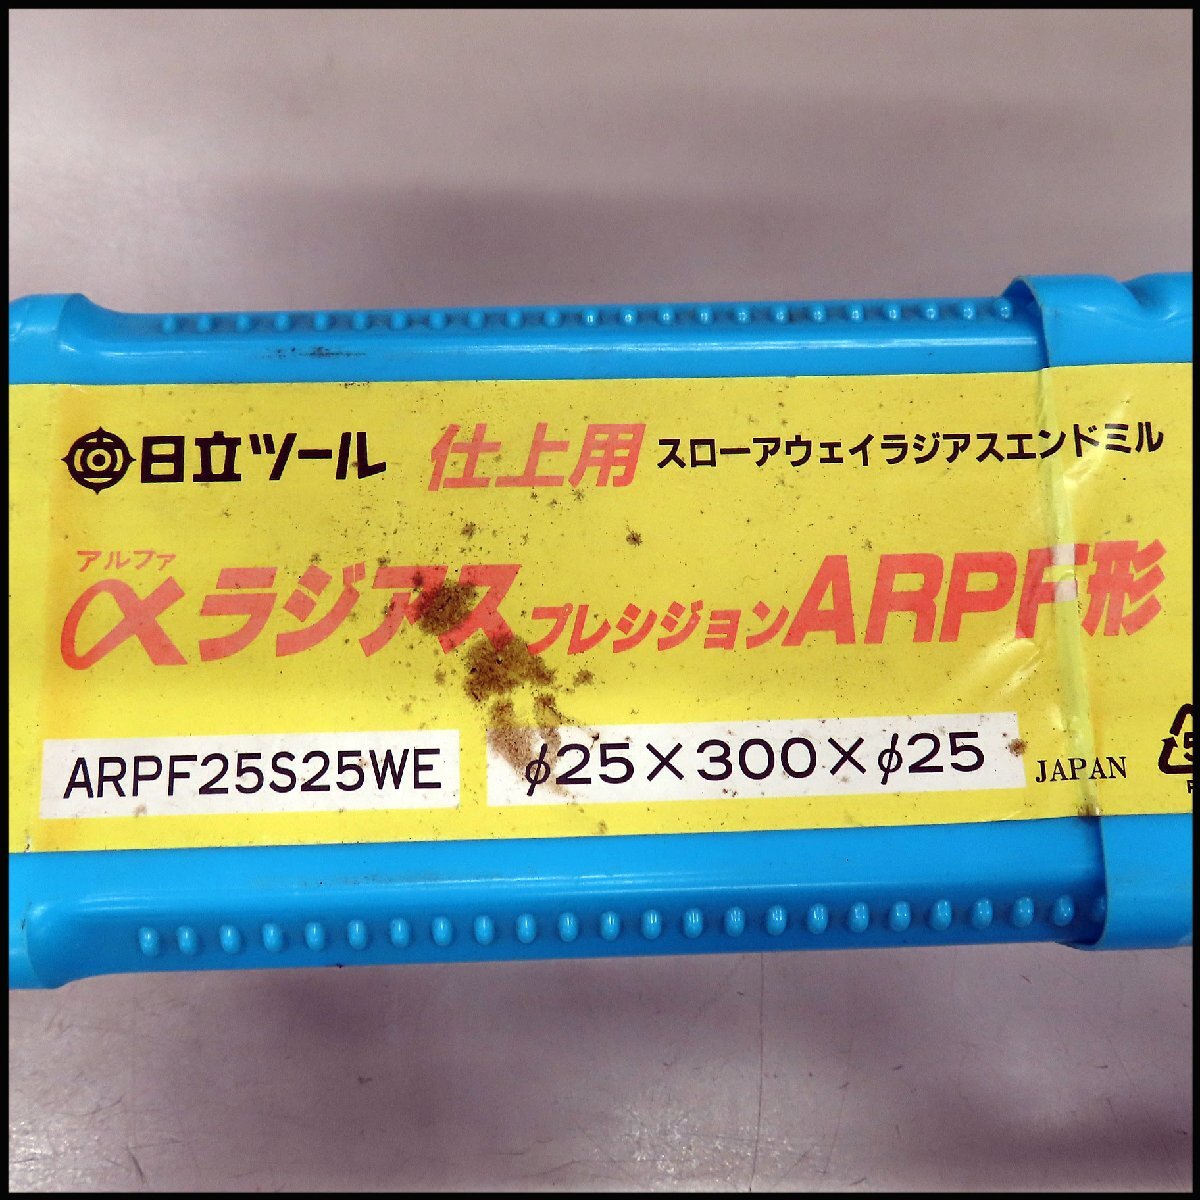 日立ツール 仕上用 スローアウェイラジアスエンドミル
アルファ
αラジアスプレシジョンARPF形
ARPF25S25WE φ25×300×φ25 JAPAN